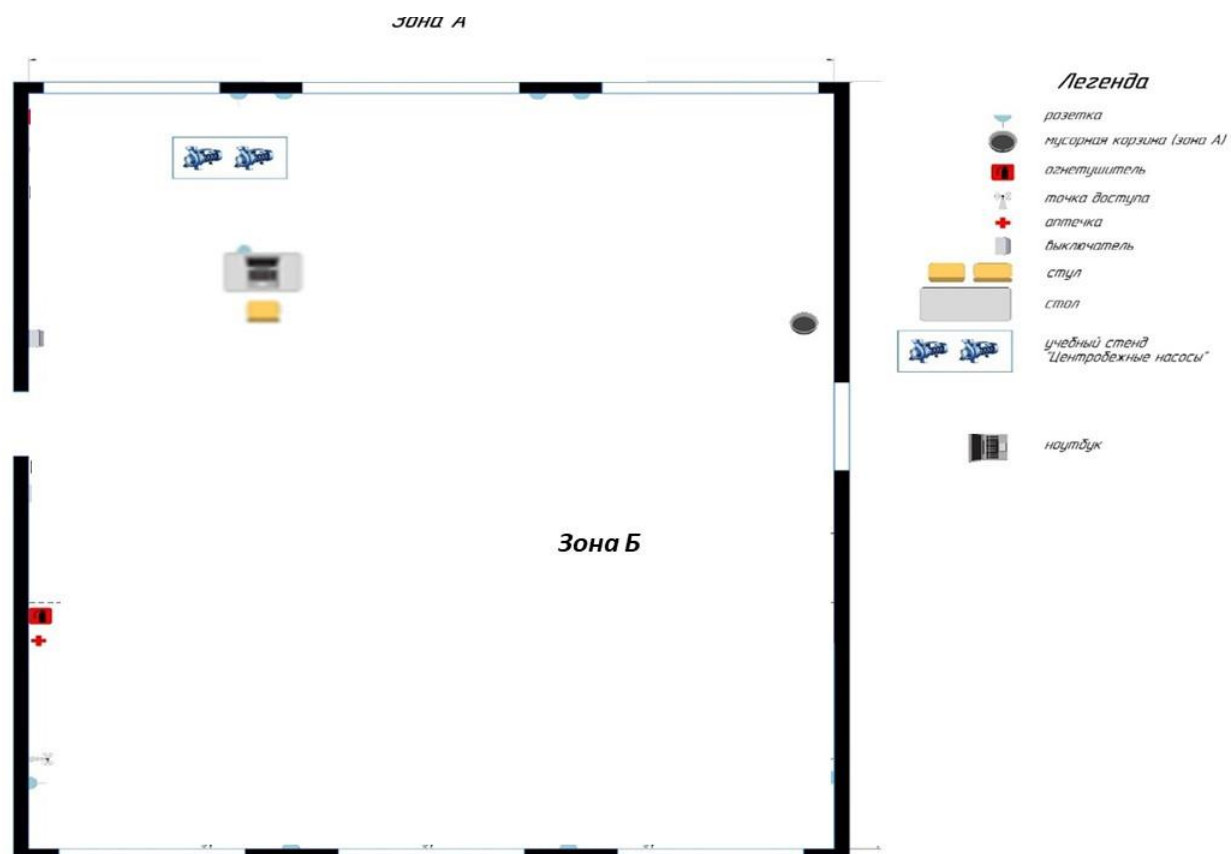 Зона А
Легенда
розетка
мусорная корзина (зона А)
огнетушитель
точка доступа
аптечка
выключатель
стул
стол
учебный стенд
"Центробежные насосы"
ноутбук
Зона Б